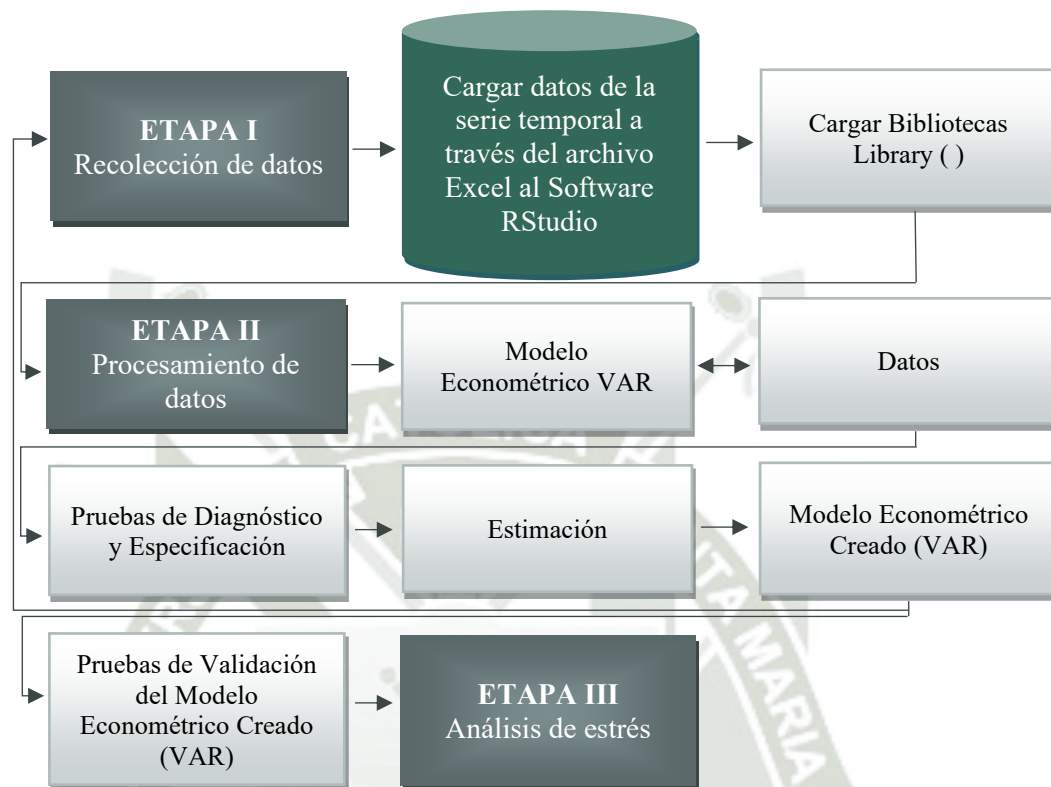 ETAPA I
Recolección de datos
Cargar datos de la
serie temporal a
través del archivo
Excel al Software
RStudio
Cargar Bibliotecas
Library ( )
ETAPA II
Procesamiento de
datos
Modelo
Econométrico VAR
Datos
Pruebas de Diagnóstico
y Especificación
Estimación
Modelo Econométrico
Creado (VAR)
Pruebas de Validación
del Modelo
Econométrico Creado
(VAR)
ETAPA III
Análisis de estrés
MARIA